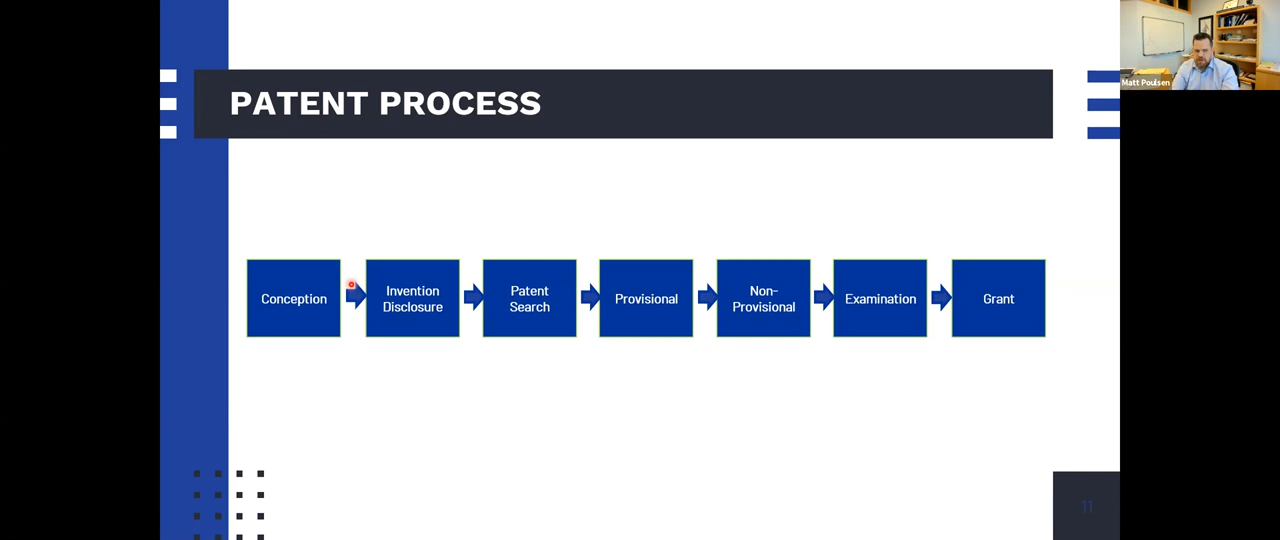 PATENT PROCESS
Matt Poulsen
Conception
Invention
Disclosure
Patent
Search
Provisional
Non-
Provisional
Examination
Grant
11